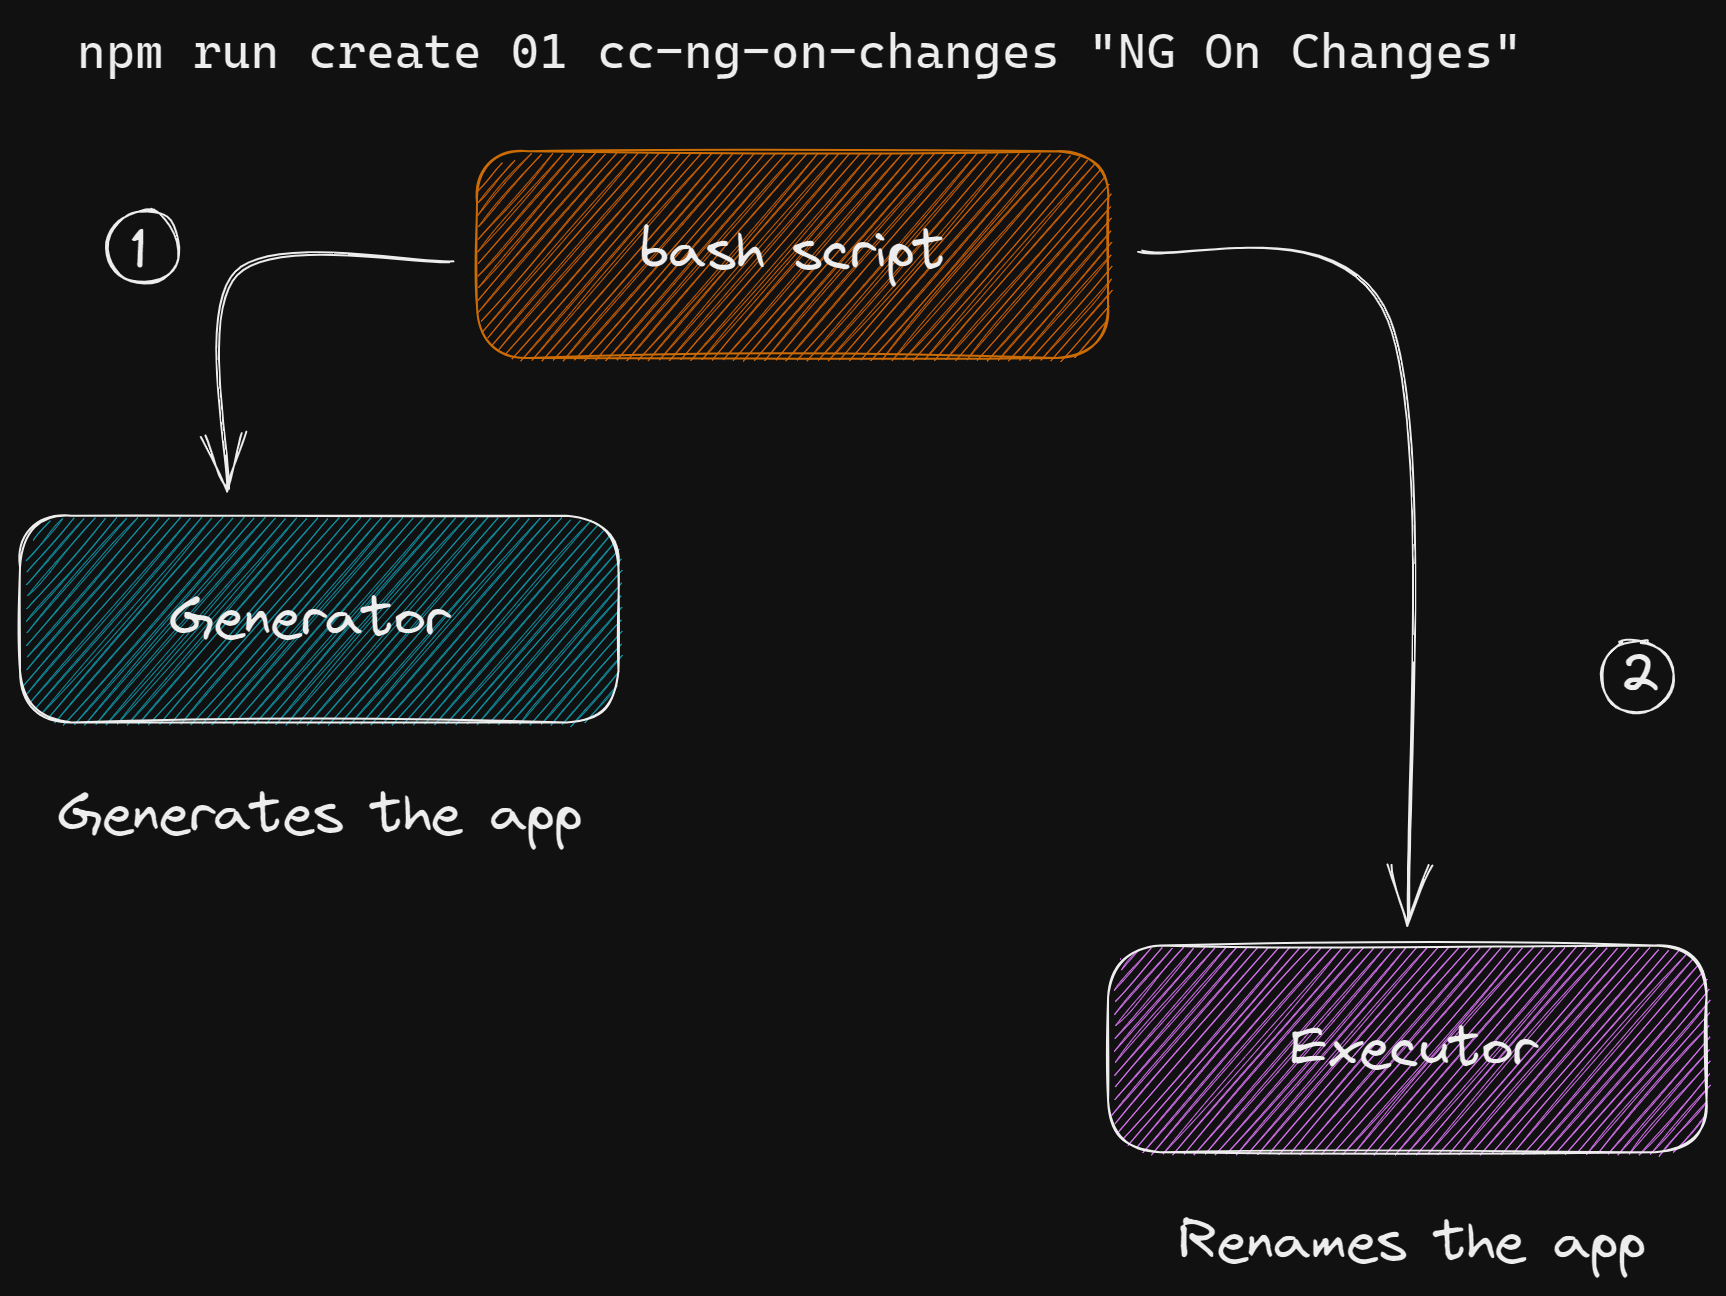 npm run create 01 cc-ng-on-changes "NG On Changes"
bash script
1
Generator
Generates the app
2
Executor
Renames the app